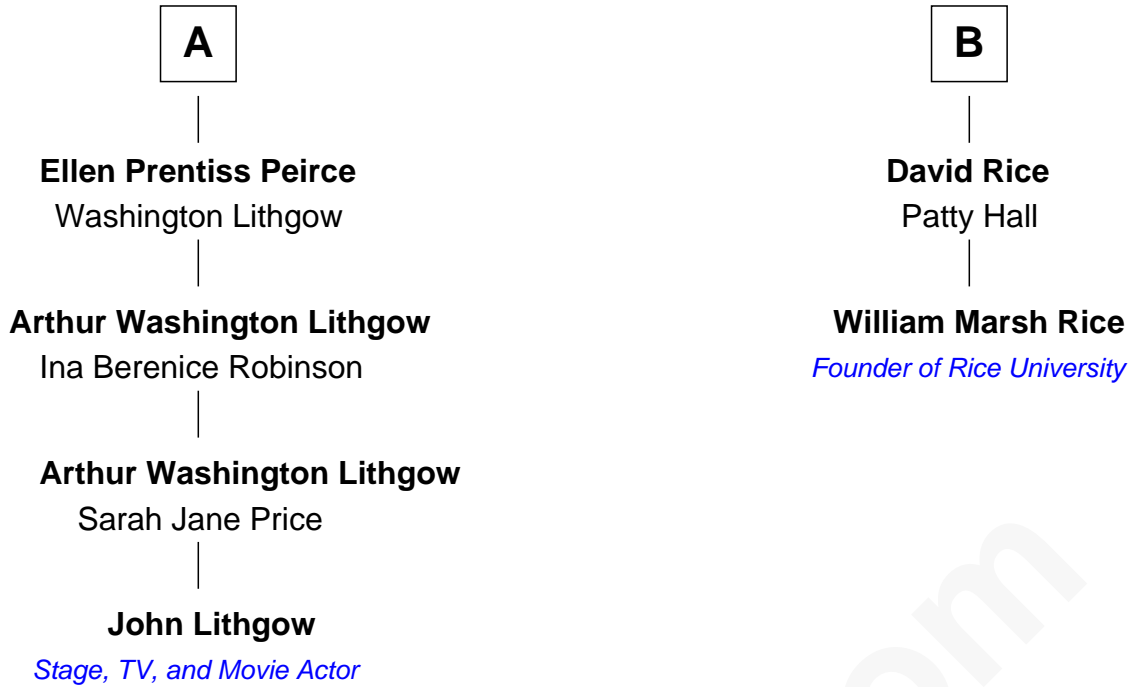 A
Ellen Prentiss Peirce
Washington Lithgow
Arthur Washington Lithgow
Ina Berenice Robinson
Arthur Washington Lithgow
Sarah Jane Price
John Lithgow
Stage, TV, and Movie Actor
B
David Rice
Patty Hall
William Marsh Rice
Founder of Rice University
om